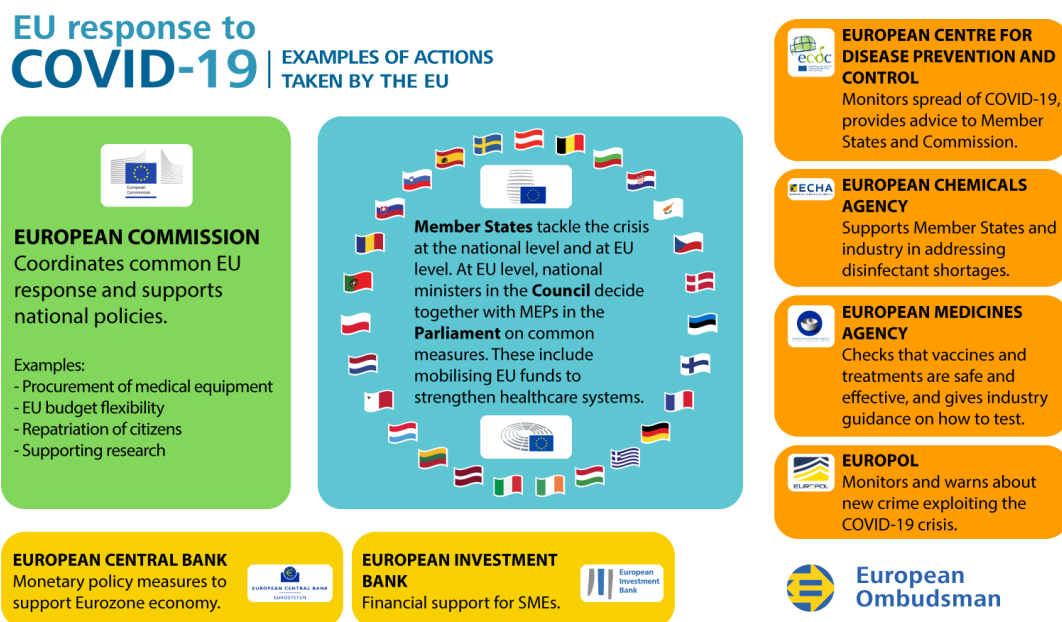 EU response to
COVID-19
EXAMPLES OF ACTIONS
TAKEN BY THE EU
European
Commission
EUROPEAN COMMISSION
Coordinates common EU
response and supports
national policies.
Examples:
- Procurement of medical equipment
- EU budget flexibility
- Repatriation of citizens
- Supporting research
Member States tackle the crisis
at the national level and at EU
level. At EU level, national
ministers in the Council decide
together with MEPs in the
Parliament on common
measures. These include
mobilising EU funds to
strengthen healthcare systems.
EUROPEAN CENTRAL BANK
Monetary policy measures to
support Eurozone economy.
EUROPEAN CENTRAL BANK
EUROSYSTEM
EUROPEAN INVESTMENT
BANK
Financial support for SMEs.
European
Investment
Bank
ecdc
EUROPEAN CENTRE FOR
DISEASE PREVENTION AND
CONTROL
Monitors spread of COVID-19,
provides advice to Member
States and Commission.
ECHA
EUROPEAN CHEMICALS
AGENCY
Supports Member States and
industry in addressing
disinfectant shortages.
EUROPEAN MEDICINES
AGENCY
Checks that vaccines and
treatments are safe and
effective, and gives industry
guidance on how to test.
EUROPOL
EUROPOL
Monitors and warns about
new crime exploiting the
COVID-19 crisis.
European
Ombudsman